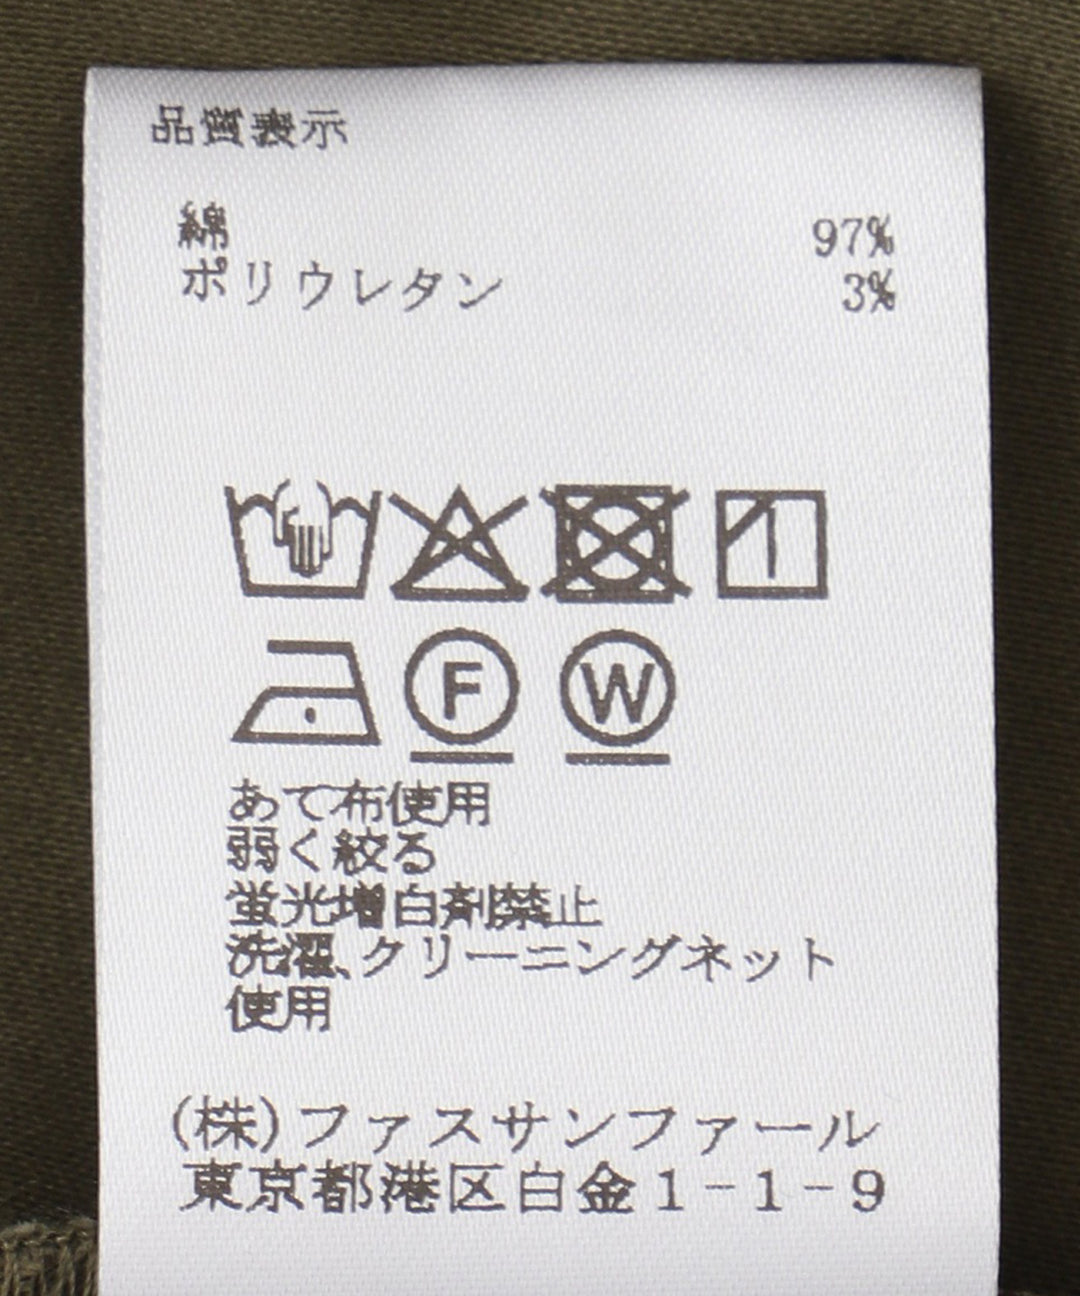 品質表示
綿 97%
ポリウレタン 3%
F W
あて布使用
弱く絞る
蛍光増白剤禁止
洗濯、クリーニングネット
使用
(株)ファスサンファール
東京都港区白金1-1-9